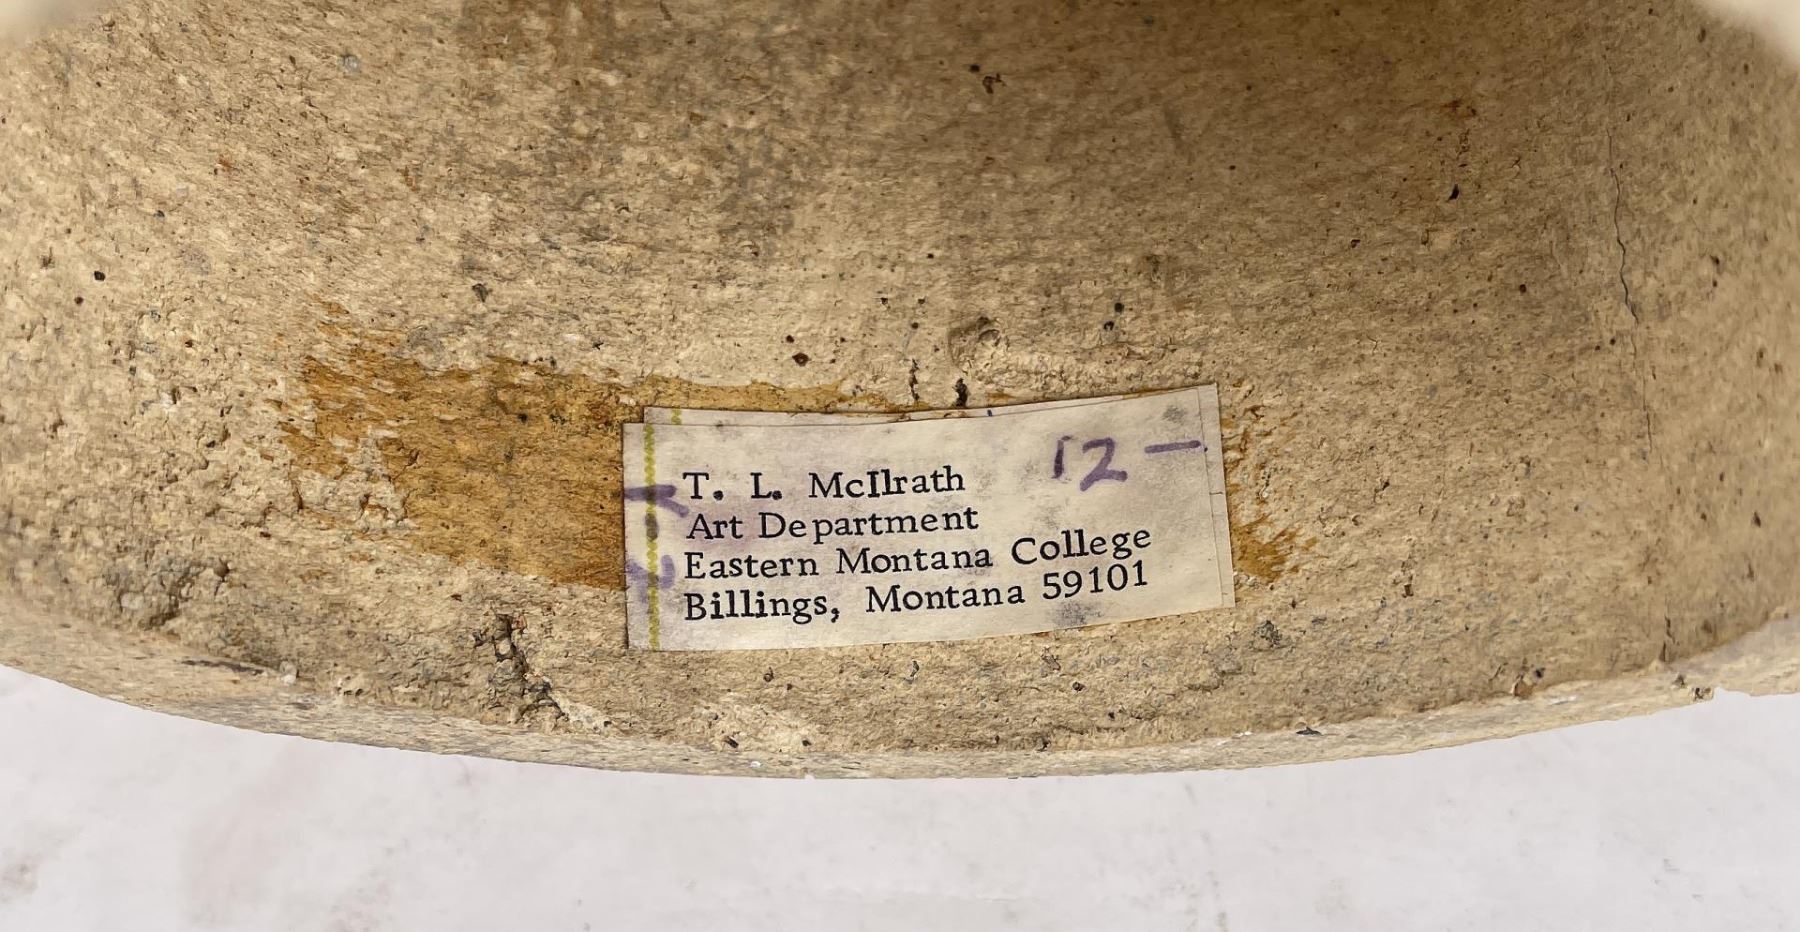 12 —
T. L. McIlrath
Art Department
Eastern Montana College
Billings, Montana 59101